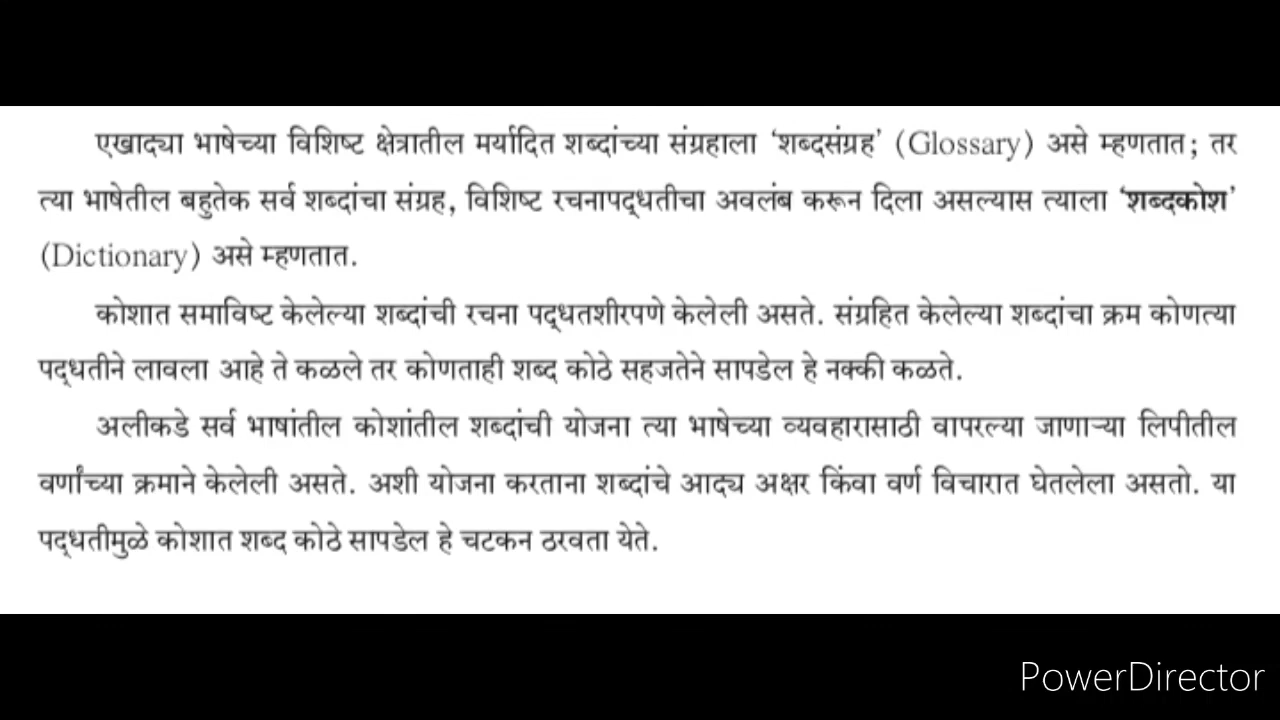 एखाद्या भाषेच्या विशिष्ट क्षेत्रातील मर्यादित शब्दांच्या संग्रहाला ‘शब्दसंग्रह’ (Glossary) असे म्हणतात; तर
त्या भाषेतील बहुतेक सर्व शब्दांचा संग्रह, विशिष्ट रचनापद्धतीचा अवलंब करून दिला असल्यास त्याला ‘शब्दकोश’
(Dictionary) असे म्हणतात.
कोशात समाविष्ट केलेल्या शब्दांची रचना पद्धतशीरपणे केलेली असते. संग्रहित केलेल्या शब्दांचा क्रम कोणत्या
पद्धतीने लावला आहे ते कळले तर कोणताही शब्द कोठे सहजतेने सापडेल हे नक्की कळते.
अलीकडे सर्व भाषांतील कोशांतील शब्दांची योजना त्या भाषेच्या व्यवहारासाठी वापरल्या जाणाऱ्या लिपीतील
वर्णांच्या क्रमाने केलेली असते. अशी योजना करताना शब्दांचे आद्य अक्षर किंवा वर्ण विचारात घेतलेला असतो. या
पद्धतीमुळे कोशात शब्द कोठे सापडेल हे चटकन ठरवता येते.
PowerDirector